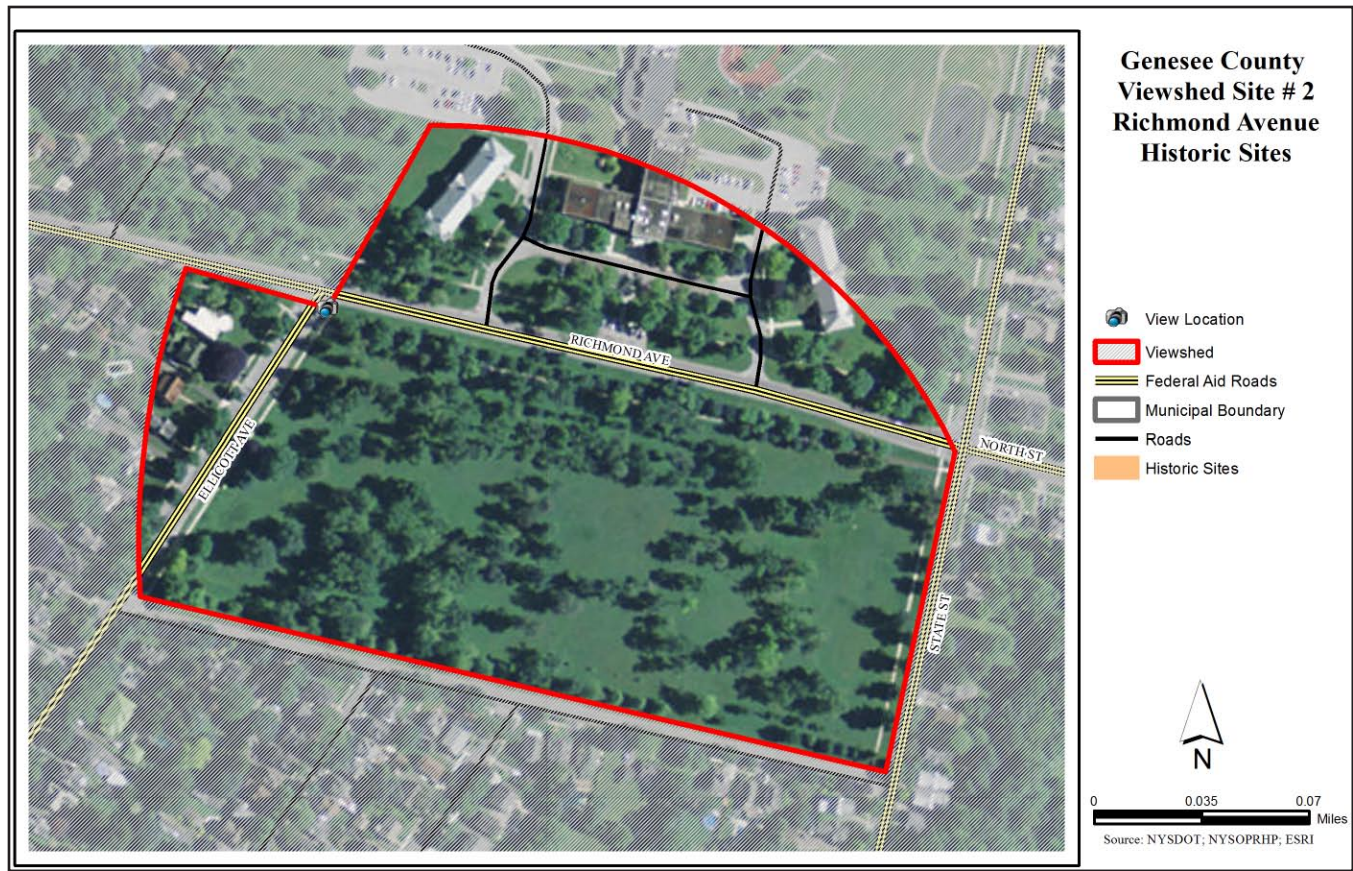 Genesee County
Viewshed Site # 2
Richmond Avenue
Historic Sites
RICHMOND AVE
NORTH ST
ELLICOTT AVE
STATE ST
View Location
Viewshed
Federal Aid Roads
Municipal Boundary
Roads
Historic Sites
N
0 0.035 0.07
Miles
Source: NYSDOT; NYSOPRHP; ESRI